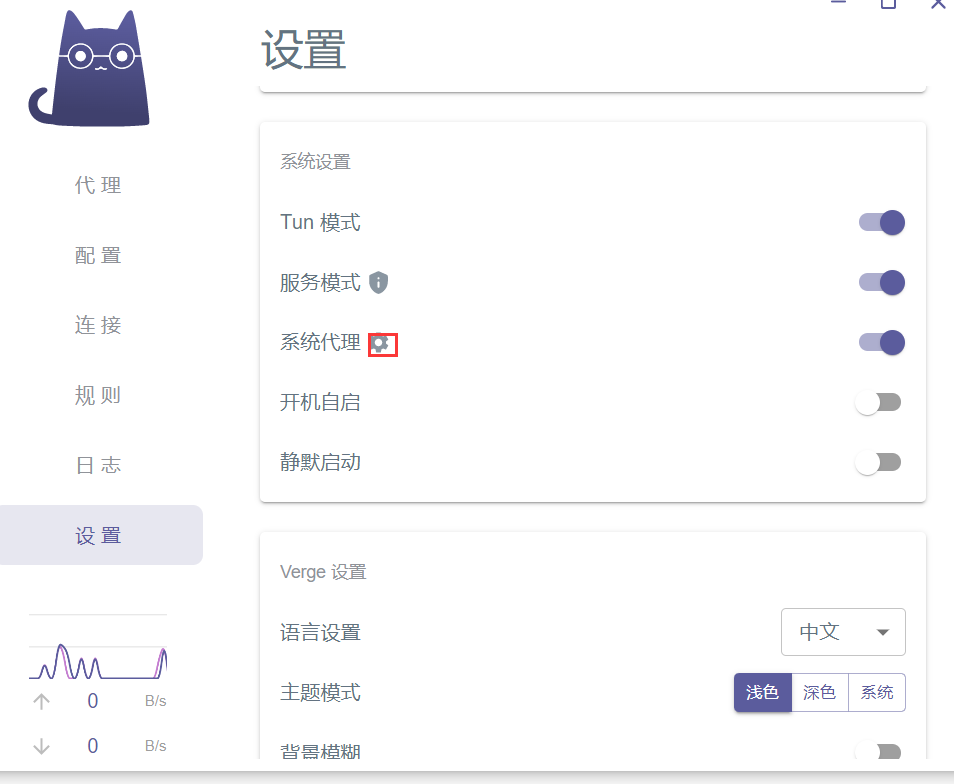 设置
代理
配置
连接
规则
日志
设置
0 B/s
0 B/s
系统设置
Tun 模式
服务模式
系统代理
开机自启
静默启动
Verge 设置
语言设置 中文
主题模式 浅色 深色 系统
背景模糊